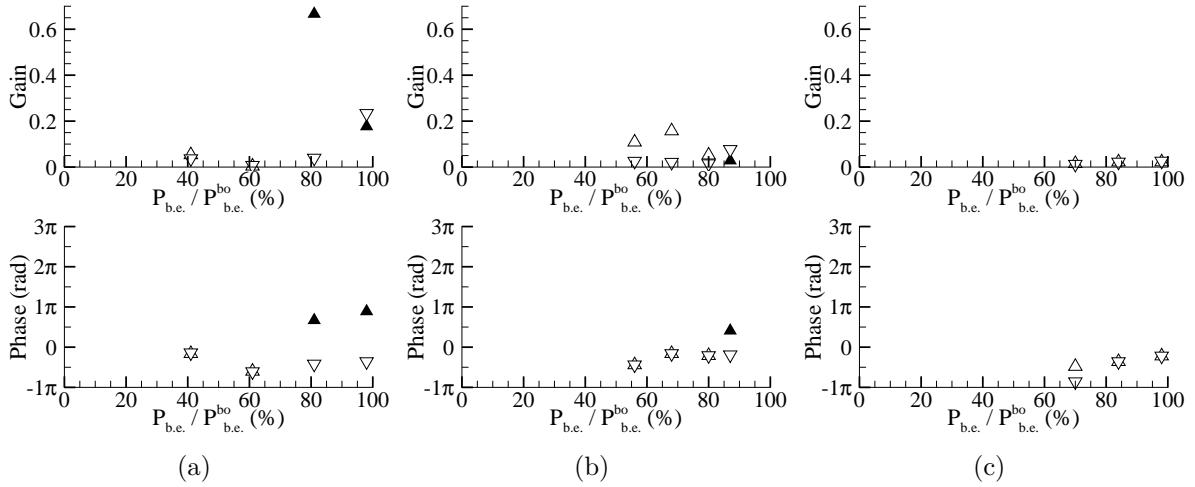 Gain
0.6
0.4
0.2
0
0 20 40 60 80 100
P_b.e. / P^bo_b.e. (%)
Gain
0.6
0.4
0.2
0
0 20 40 60 80 100
P_b.e. / P^bo_b.e. (%)
Gain
0.6
0.4
0.2
0
0 20 40 60 80 100
P_b.e. / P^bo_b.e. (%)
Phase (rad)
3π
2π
1π
0
-1π
0 20 40 60 80 100
P_b.e. / P^bo_b.e. (%)
Phase (rad)
3π
2π
1π
0
-1π
0 20 40 60 80 100
P_b.e. / P^bo_b.e. (%)
Phase (rad)
3π
2π
1π
0
-1π
0 20 40 60 80 100
P_b.e. / P^bo_b.e. (%)
(a)
(b)
(c)